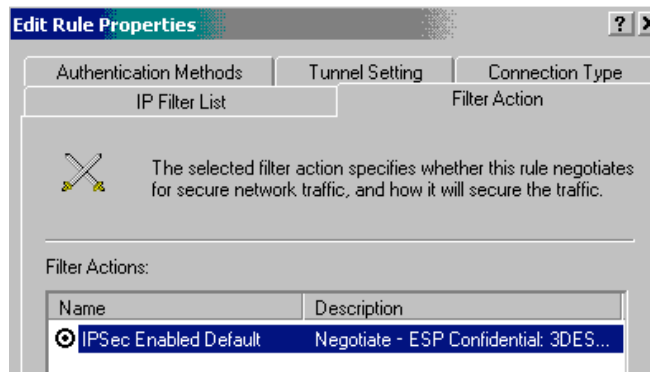 Edit Rule Properties
?
Authentication Methods
Tunnel Setting
Connection Type
IP Filter List
Filter Action
The selected filter action specifies whether this rule negotiates
for secure network traffic, and how it will secure the traffic.
Filter Actions:
Name
Description
IPSec Enabled Default
Negotiate - ESP Confidential: 3DES...